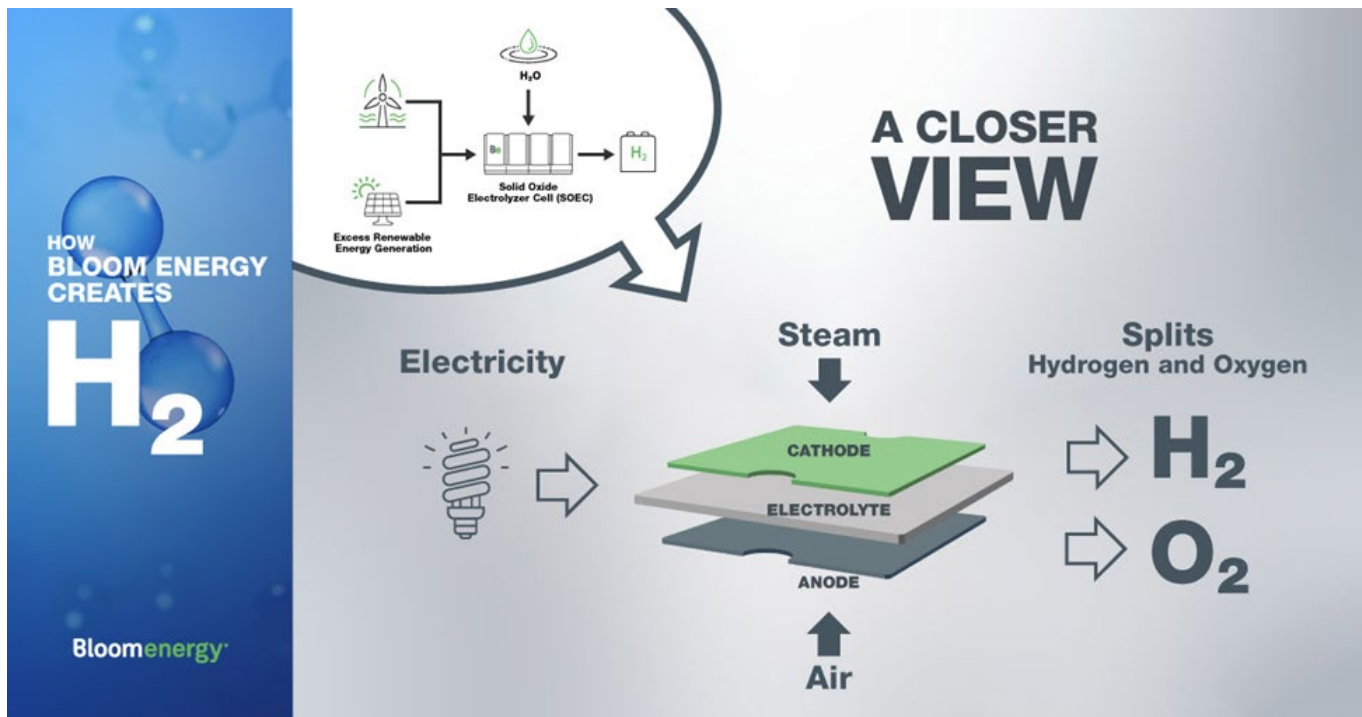 HOW
BLOOM ENERGY
CREATES
H₂
Bloomenergy
H₂O
Be
H₂
Solid Oxide
Electrolyzer Cell (SOEC)
Excess Renewable
Energy Generation
A CLOSER
VIEW
Electricity
Steam
CATHODE
ELECTROLYTE
ANODE
Air
Splits
Hydrogen and Oxygen
H₂
O₂